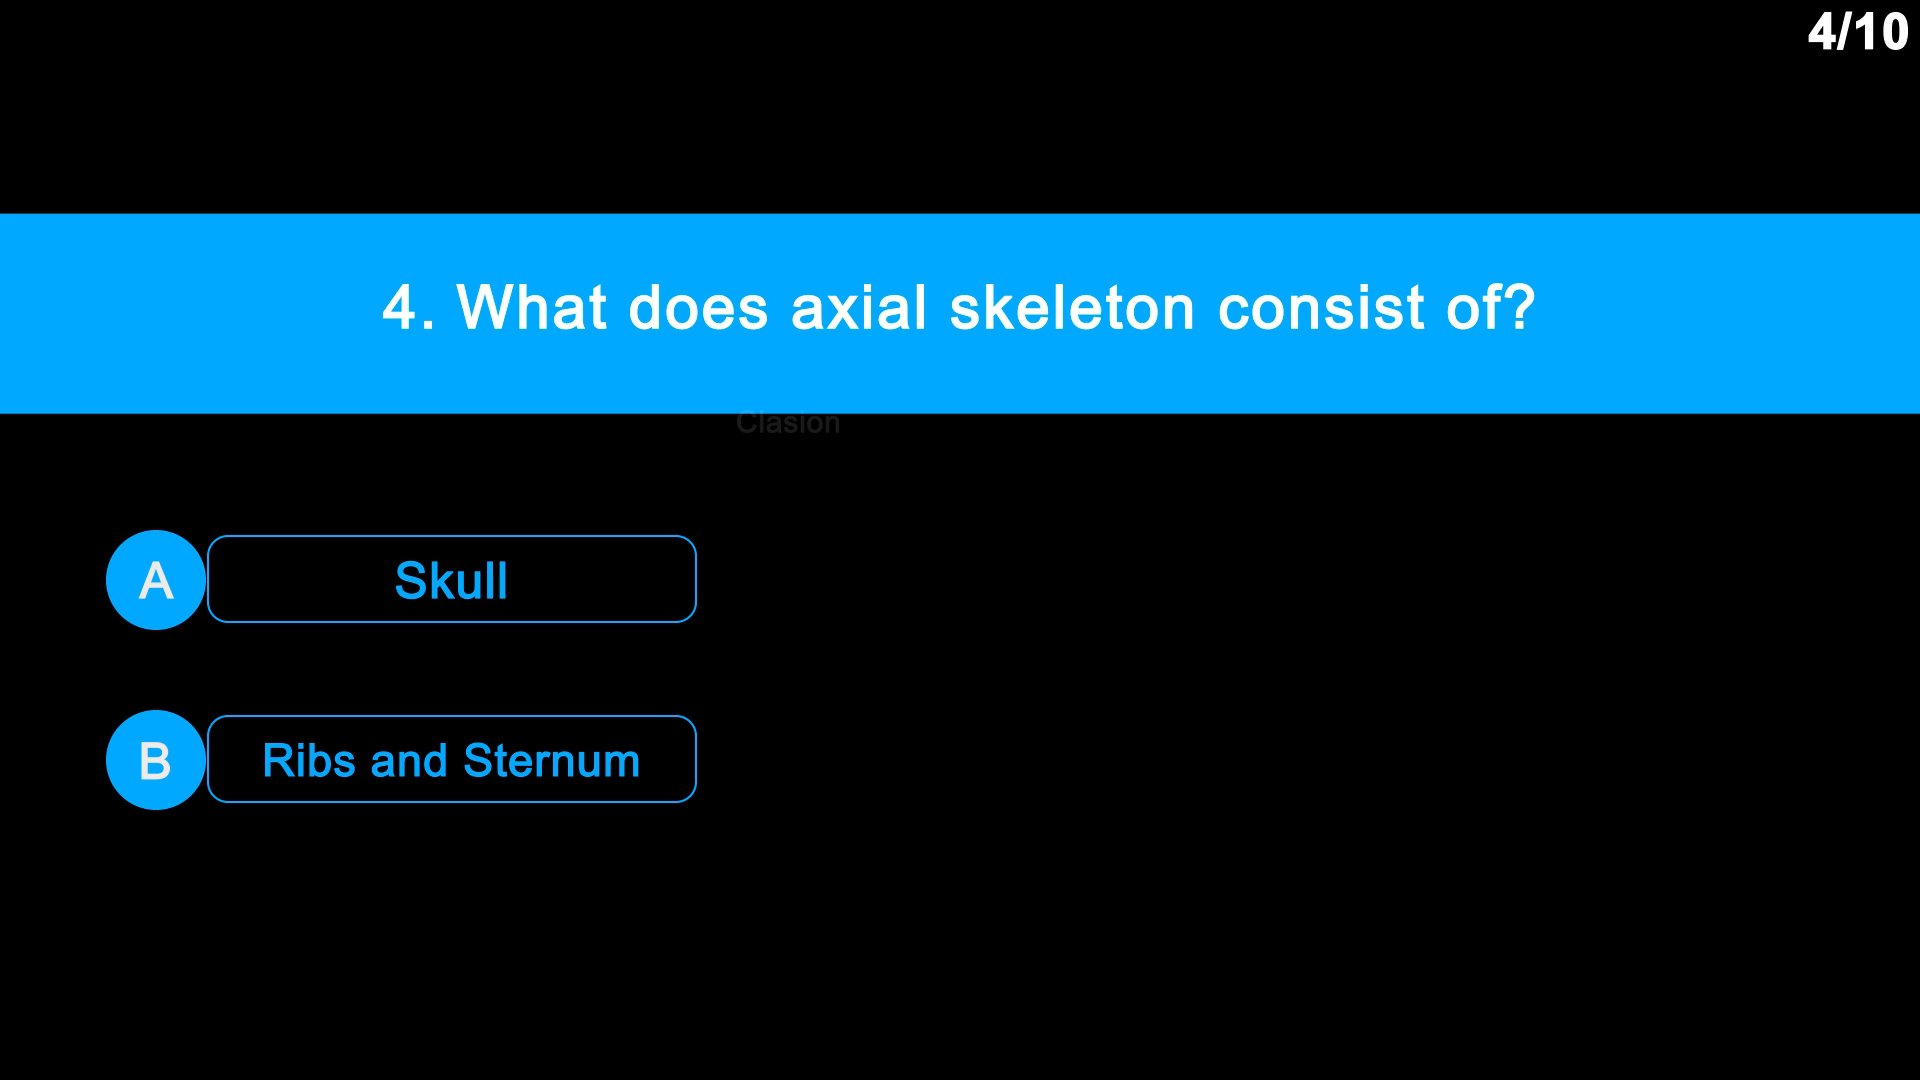 4/10
4. What does axial skeleton consist of?
Clasion
A Skull
B Ribs and Sternum